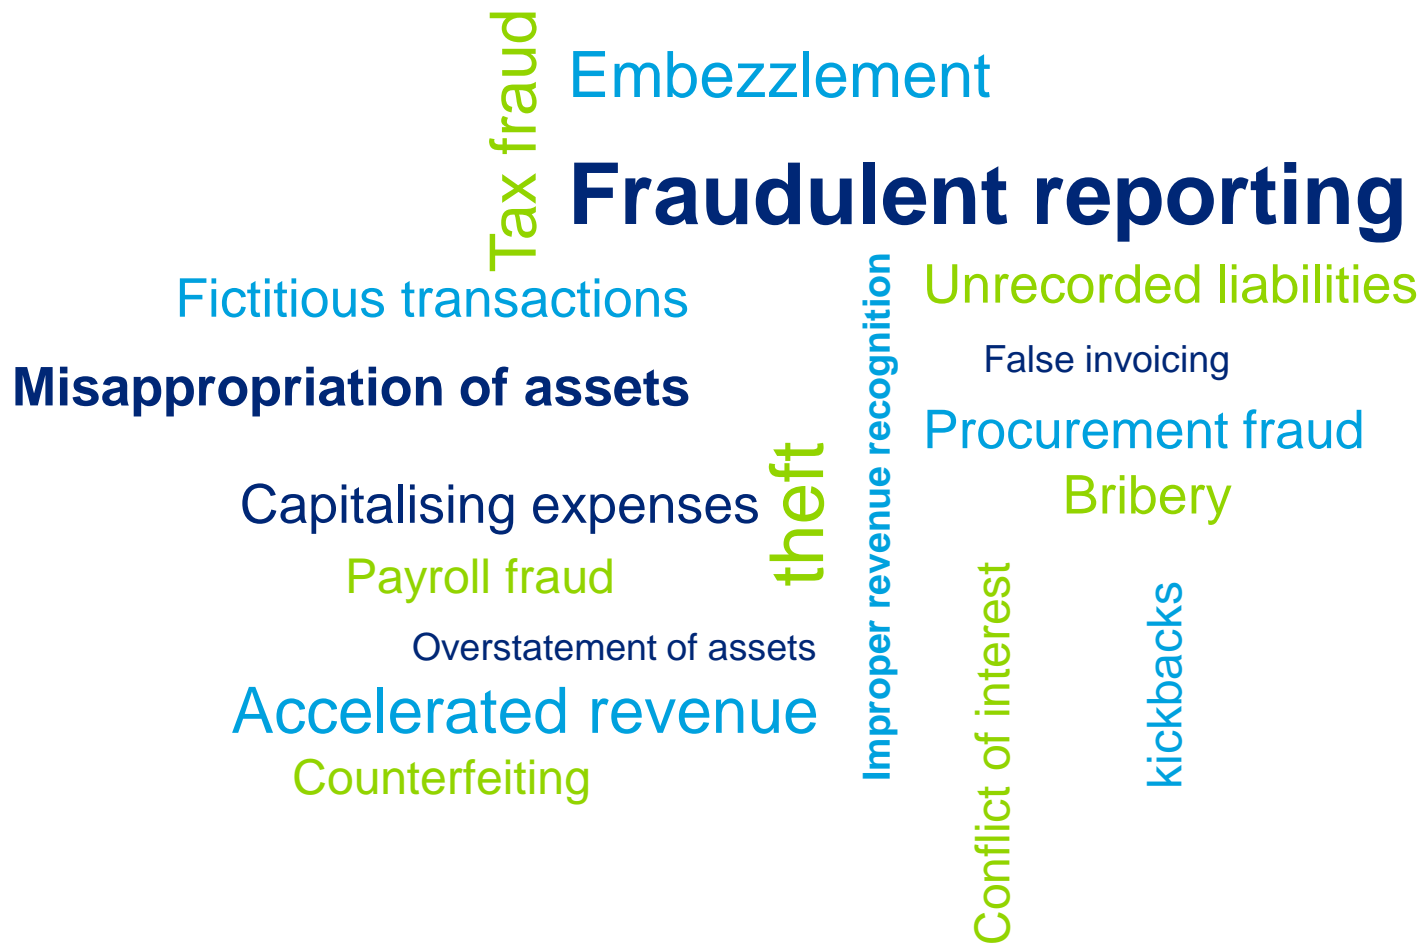 Tax fraud
Embezzlement
Fraudulent reporting
Fictitious transactions
Unrecorded liabilities
Improper revenue recognition
False invoicing
Misappropriation of assets
Procurement fraud
theft
Capitalising expenses
Bribery
Payroll fraud
Conflict of interest
kickbacks
Overstatement of assets
Accelerated revenue
Counterfeiting